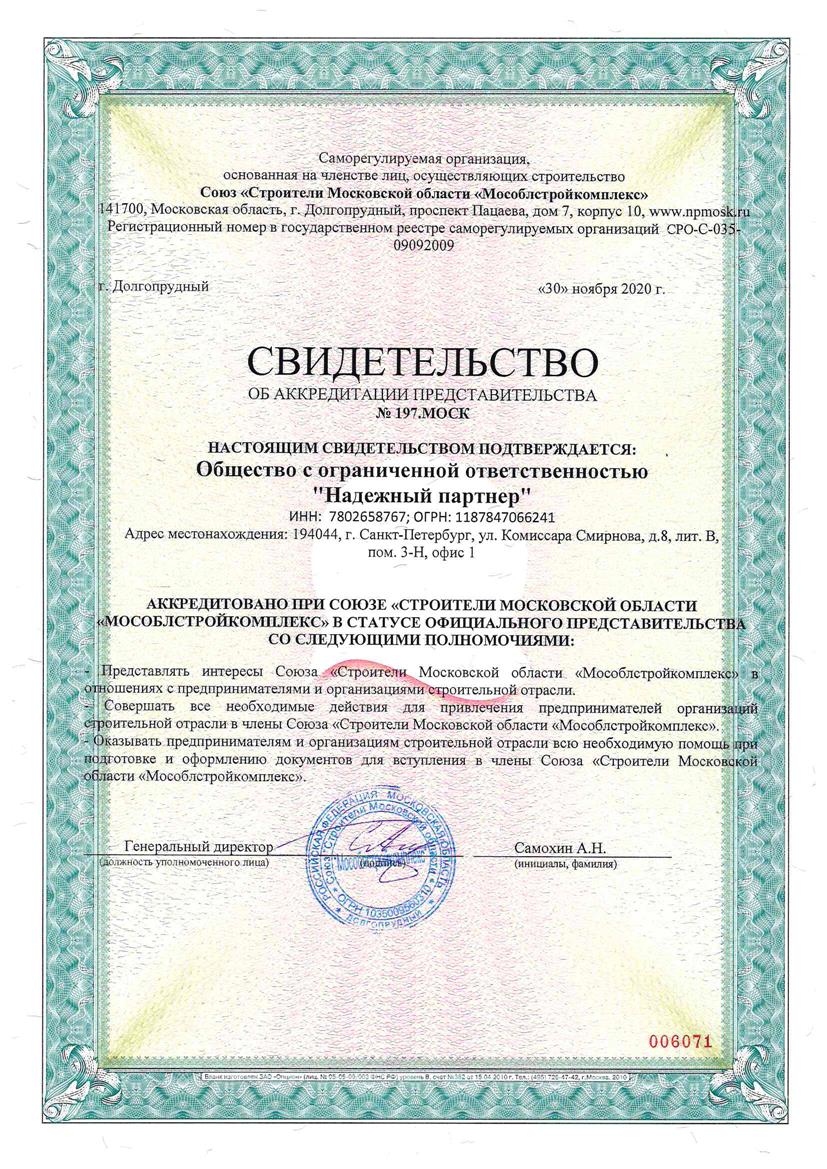 Саморегулируемая организация,
основанная на членстве лиц, осуществляющих строительство
Союз «Строители Московской области «Мособлстройкомплекс»
141700, Московская область, г. Долгопрудный, проспект Пацаева, дом 7, корпус 10, www.npmosk.ru
Регистрационный номер в государственном реестре саморегулируемых организаций СРО-С-035-
09092009
г. Долгопрудный
«30» ноября 2020 г.
СВИДЕТЕЛЬСТВО
ОБ АККРЕДИТАЦИИ ПРЕДСТАВИТЕЛЬСТВА
№ 197.МОСК
НАСТОЯЩИМ СВИДЕТЕЛЬСТВОМ ПОДТВЕРЖДАЕТСЯ:
Общество с ограниченной ответственностью
"Надежный партнер"
ИНН: 7802658767; ОГРН: 1187847066241
Адрес местонахождения: 194044, г. Санкт-Петербург, ул. Комиссара Смирнова, д.8, лит. В,
пом. 3-Н, офис 1
АККРЕДИТОВАНО ПРИ СОЮЗЕ «СТРОИТЕЛИ МОСКОВСКОЙ ОБЛАСТИ
«МОСОБЛСТРОЙКОМПЛЕКС» В СТАТУСЕ ОФИЦИАЛЬНОГО ПРЕДСТАВИТЕЛЬСТВА
СО СЛЕДУЮЩИМИ ПОЛНОМОЧИЯМИ:
- Представлять интересы Союза «Строители Московской области «Мособлстройкомплекс» в
отношениях с предпринимателями и организациями строительной отрасли.
- Совершать все необходимые действия для привлечения предпринимателей организаций
строительной отрасли в члены Союза «Строители Московской области «Мособлстройкомплекс».
- Оказывать предпринимателям и организациям строительной отрасли всю необходимую помощь при
подготовке и оформлению документов для вступления в члены Союза «Строители Московской
области «Мособлстройкомплекс».
Генеральный директор
Самохин А.Н.
(должность уполномоченного лица)
(подпись)
(инициалы, фамилия)
РОССИЙСКАЯ ФЕДЕРАЦИЯ МОСКОВСКАЯ ОБЛАСТЬ
Союз "Строители Московской области
ДОЛГОПРУДНЫЙ
006071
Бланк изготовлен ЗАО «Опцион»